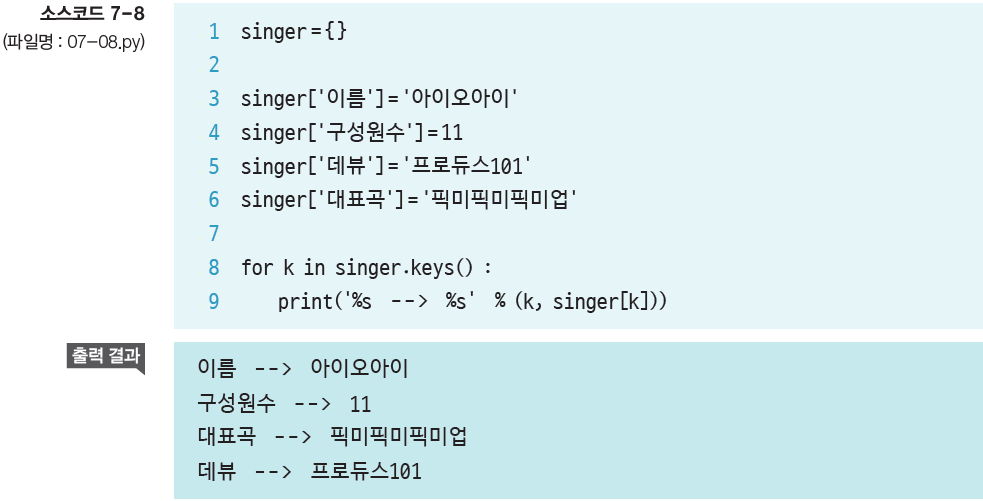 소스코드 7-8
(파일명 : 07-08.py)
1 singer={}
2
3 singer['이름']='아이오아이'
4 singer['구성원수']=11
5 singer['데뷰']='프로듀스101'
6 singer['대표곡']='픽미픽미픽미업'
7
8 for k in singer.keys() :
9     print('%s  -->  %s'  % (k, singer[k]))
출력 결과
이름  -->  아이오아이
구성원수  -->  11
대표곡  -->  픽미픽미픽미업
데뷰  -->  프로듀스101